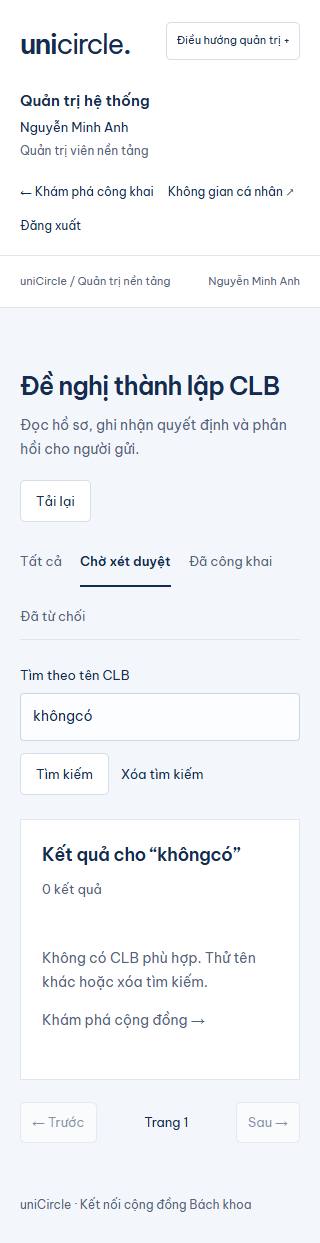 unicircle.
Điều hướng quản trị +
Quản trị hệ thống
Nguyễn Minh Anh
Quản trị viên nền tảng
← Khám phá công khai Không gian cá nhân ↗
Đăng xuất
uniCircle / Quản trị nền tảng Nguyễn Minh Anh
Đề nghị thành lập CLB
Đọc hồ sơ, ghi nhận quyết định và phản
hồi cho người gửi.
Tải lại
Tất cả Chờ xét duyệt Đã công khai
Đã từ chối
Tìm theo tên CLB
khôngcó
Tìm kiếm Xóa tìm kiếm
Kết quả cho “khôngcó”
0 kết quả
Không có CLB phù hợp. Thử tên
khác hoặc xóa tìm kiếm.
Khám phá cộng đồng →
← Trước Trang 1 Sau →
uniCircle · Kết nối cộng đồng Bách khoa